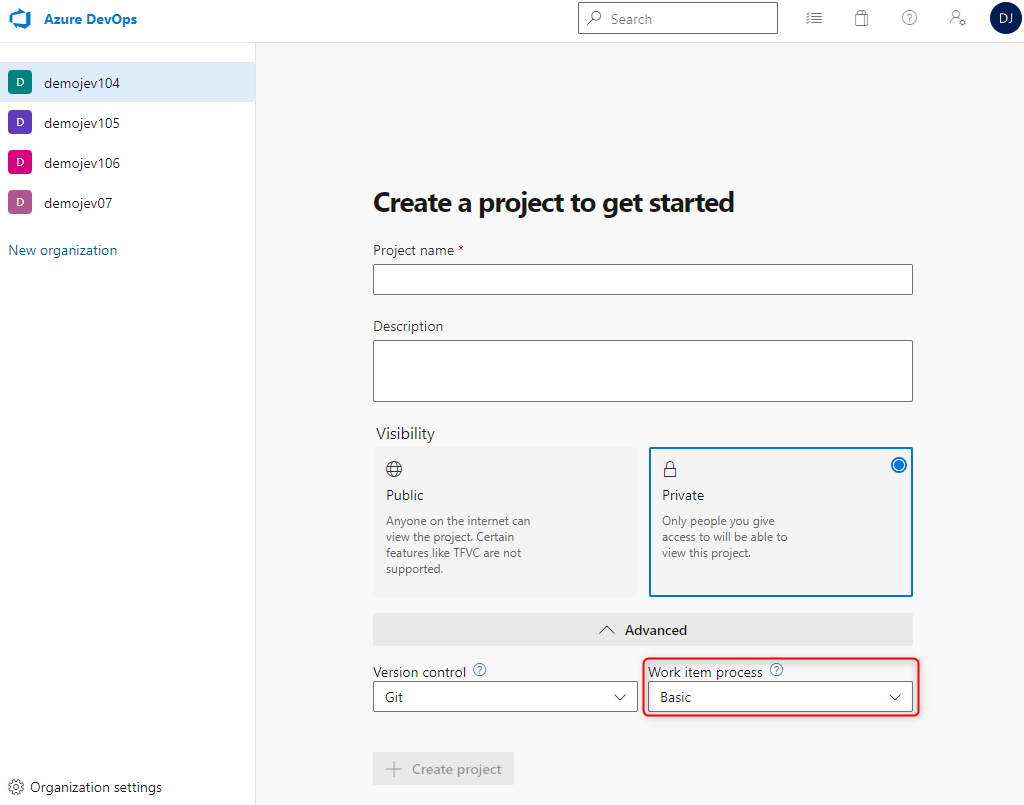 Azure DevOps
Search
DJ
D demojev104
D demojev105
D demojev106
D demojev07
New organization
Create a project to get started
Project name *
Description
Visibility
Public
Anyone on the internet can
view the project. Certain
features like TFVC are not
supported.
Private
Only people you give
access to will be able to
view this project.
Advanced
Version control ?
Git
Work item process ?
Basic
+ Create project
Organization settings